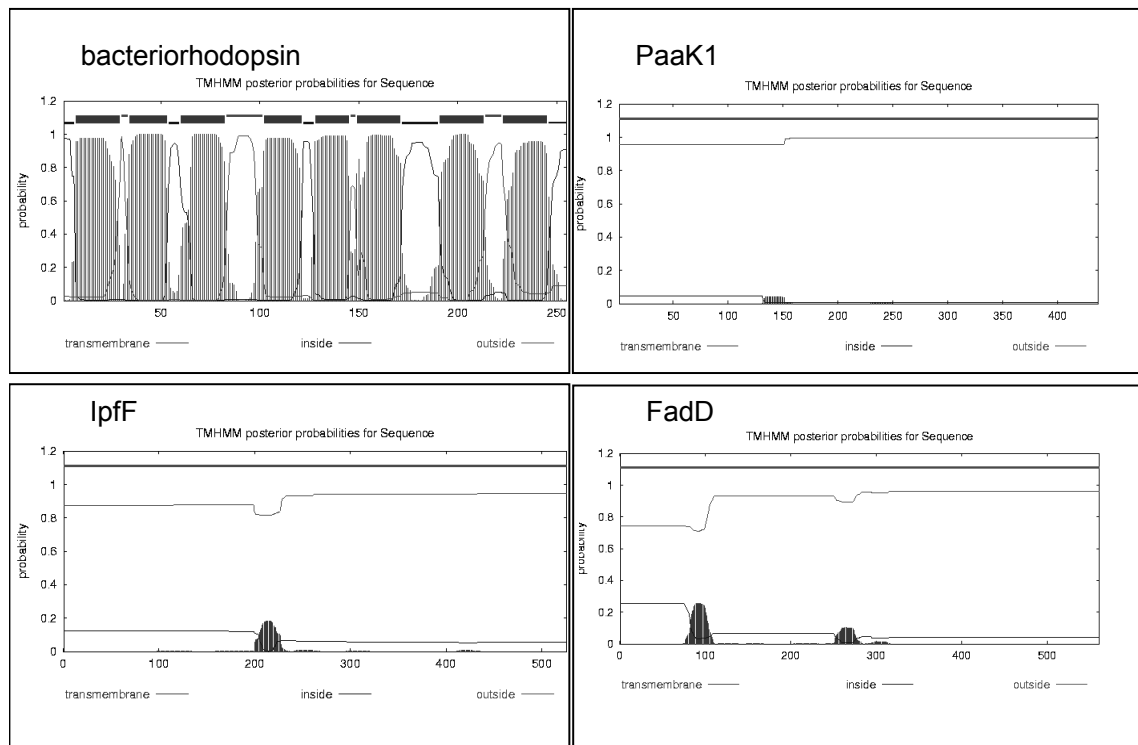 bacteriorhodopsin
TMHMM posterior probabilities for Sequence
1.2
1
0.8
0.6
0.4
0.2
0
probability
50 100 150 200 250
transmembrane inside outside
PaaK1
TMHMM posterior probabilities for Sequence
1.2
1
0.8
0.6
0.4
0.2
0
probability
50 100 150 200 250 300 350 400
transmembrane inside outside
IpfF
TMHMM posterior probabilities for Sequence
1.2
1
0.8
0.6
0.4
0.2
0
probability
0 100 200 300 400 500
transmembrane inside outside
FadD
TMHMM posterior probabilities for Sequence
1.2
1
0.8
0.6
0.4
0.2
0
probability
0 100 200 300 400 500
transmembrane inside outside